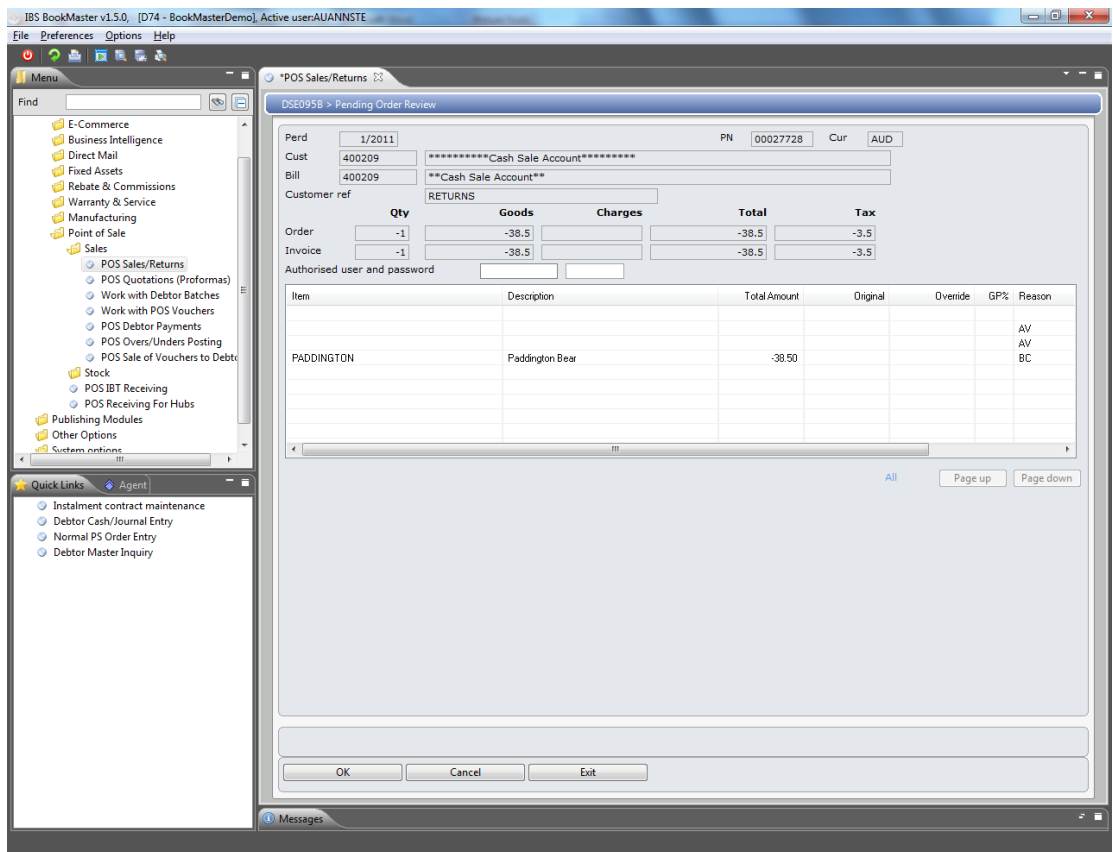 IBS BookMaster v1.5.0, [D74 - BookMasterDemo], Active user:AUANNSTE
File Preferences Options Help
Menu
Find
E-Commerce
Business Intelligence
Direct Mail
Fixed Assets
Rebate & Commissions
Warranty & Service
Manufacturing
Point of Sale
Sales
POS Sales/Returns
POS Quotations (Proformas)
Work with Debtor Batches
Work with POS Vouchers
POS Debtor Payments
POS Overs/Unders Posting
POS Sale of Vouchers to Debt
Stock
POS IBT Receiving
POS Receiving For Hubs
Publishing Modules
Other Options
System options
Quick Links Agent
Instalment contract maintenance
Debtor Cash/Journal Entry
Normal PS Order Entry
Debtor Master Inquiry
*POS Sales/Returns
DSE095B > Pending Order Review
Perd 1/2011 PN 00027728 Cur AUD
Cust 400209 **********Cash Sale Account*********
Bill 400209 **Cash Sale Account**
Customer ref RETURNS
Qty Goods Charges Total Tax
Order -1 -38.5 -38.5 -3.5
Invoice -1 -38.5 -38.5 -3.5
Authorised user and password
Item Description Total Amount Original Override GP% Reason
AV
AV
PADDINGTON Paddington Bear -38.50 BC
All Page up Page down
OK Cancel Exit
Messages